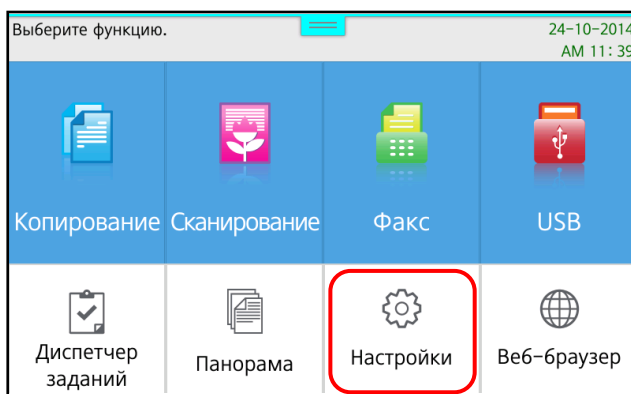 Выберите функцию.
24-10-2014
AM 11:39
Копирование
Сканирование
Факс
USB
Диспетчер
заданий
Панорама
Настройки
Веб-браузер